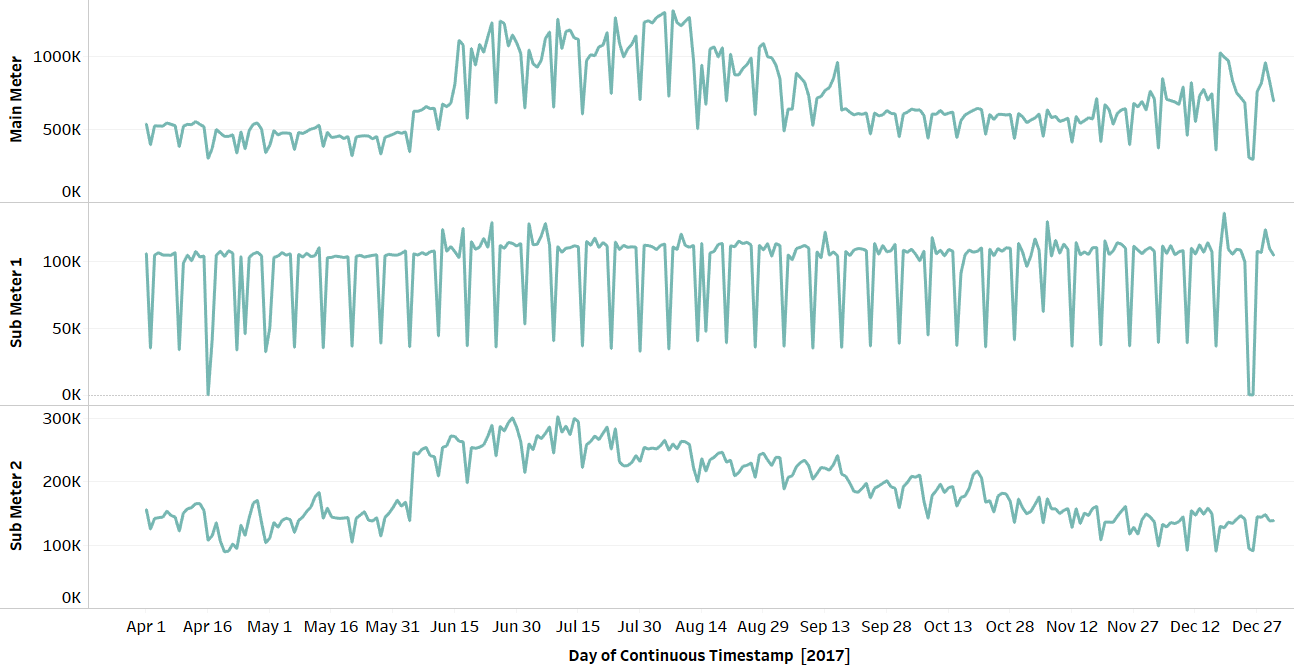 Main Meter
1000K
500K
0K
Sub Meter 1
100K
50K
0K
Sub Meter 2
300K
200K
100K
0K
Apr 1 Apr 16 May 1 May 16 May 31 Jun 15 Jun 30 Jul 15 Jul 30 Aug 14 Aug 29 Sep 13 Sep 28 Oct 13 Oct 28 Nov 12 Nov 27 Dec 12 Dec 27
Day of Continuous Timestamp [2017]